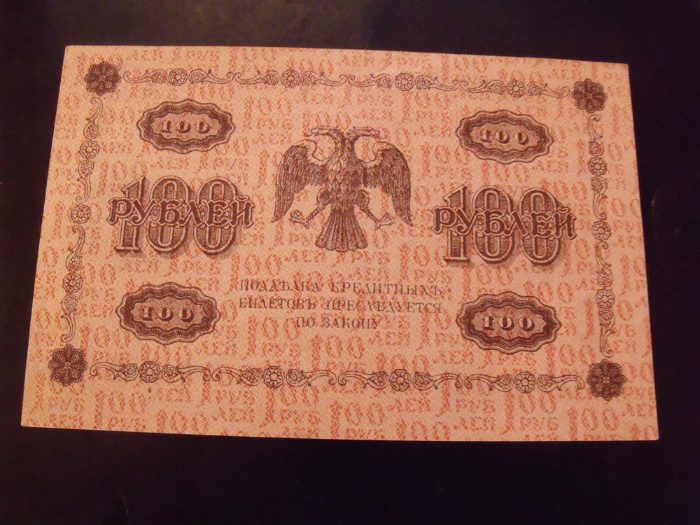 100 100
100 РУБЛЕЙ 100 РУБЛЕЙ
ПОДДѢЛКА КРЕДИТНЫХЪ
БИЛЕТОВЪ ПРЕСЛѢДУЕТСЯ
ПО ЗАКОНУ
100 100